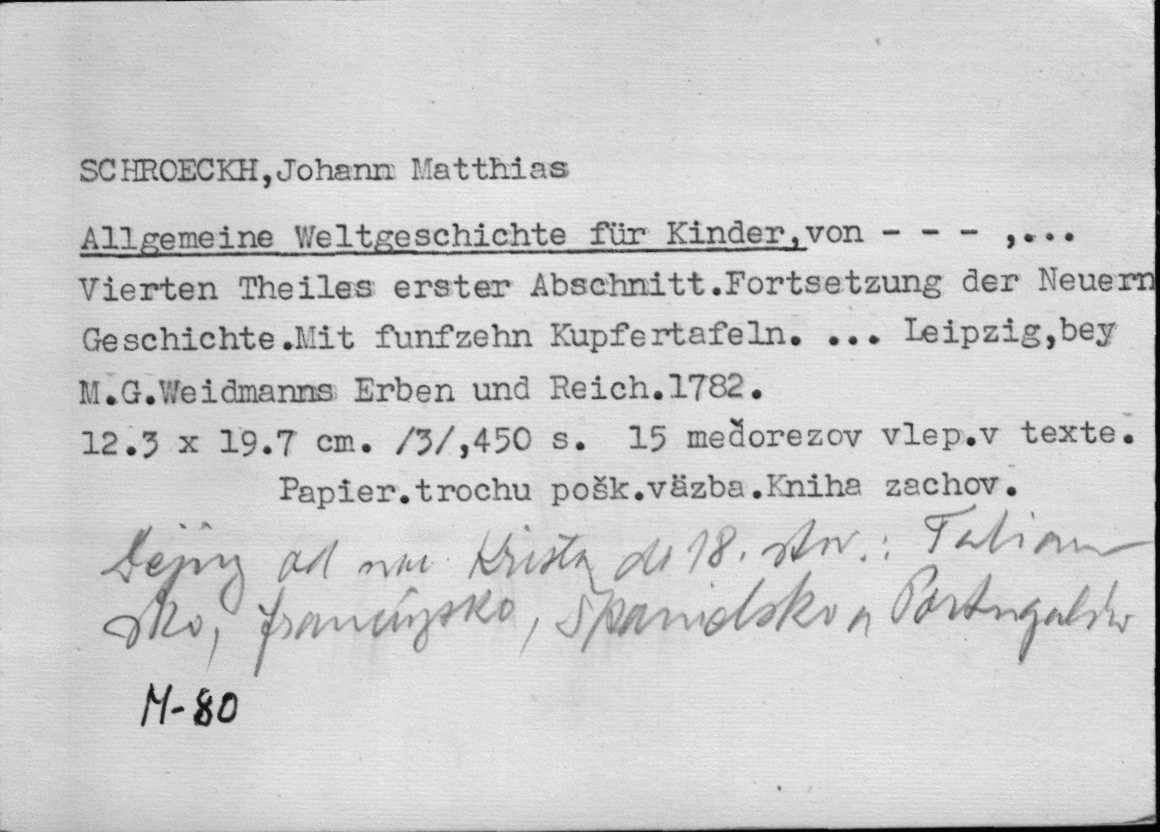 SCHROECKH,Johann Matthias
Allgemeine Weltgeschichte für Kinder,von - - - ,...
Vierten Theiles erster Abschnitt.Fortsetzung der Neuern
Geschichte.Mit funfzehn Kupfertafeln. ... Leipzig,bey
M.G.Weidmanns Erben und Reich.1782.
12.3 x 19.7 cm. /3/,450 s. 15 meďorezov vlep.v texte.
Papier.trochu pošk.väzba.Kniha zachov.
Dejiny od nar. Krista do 18. stor.: Talian
sko, Francúzsko, Španielsko a Portugalsko
M-80